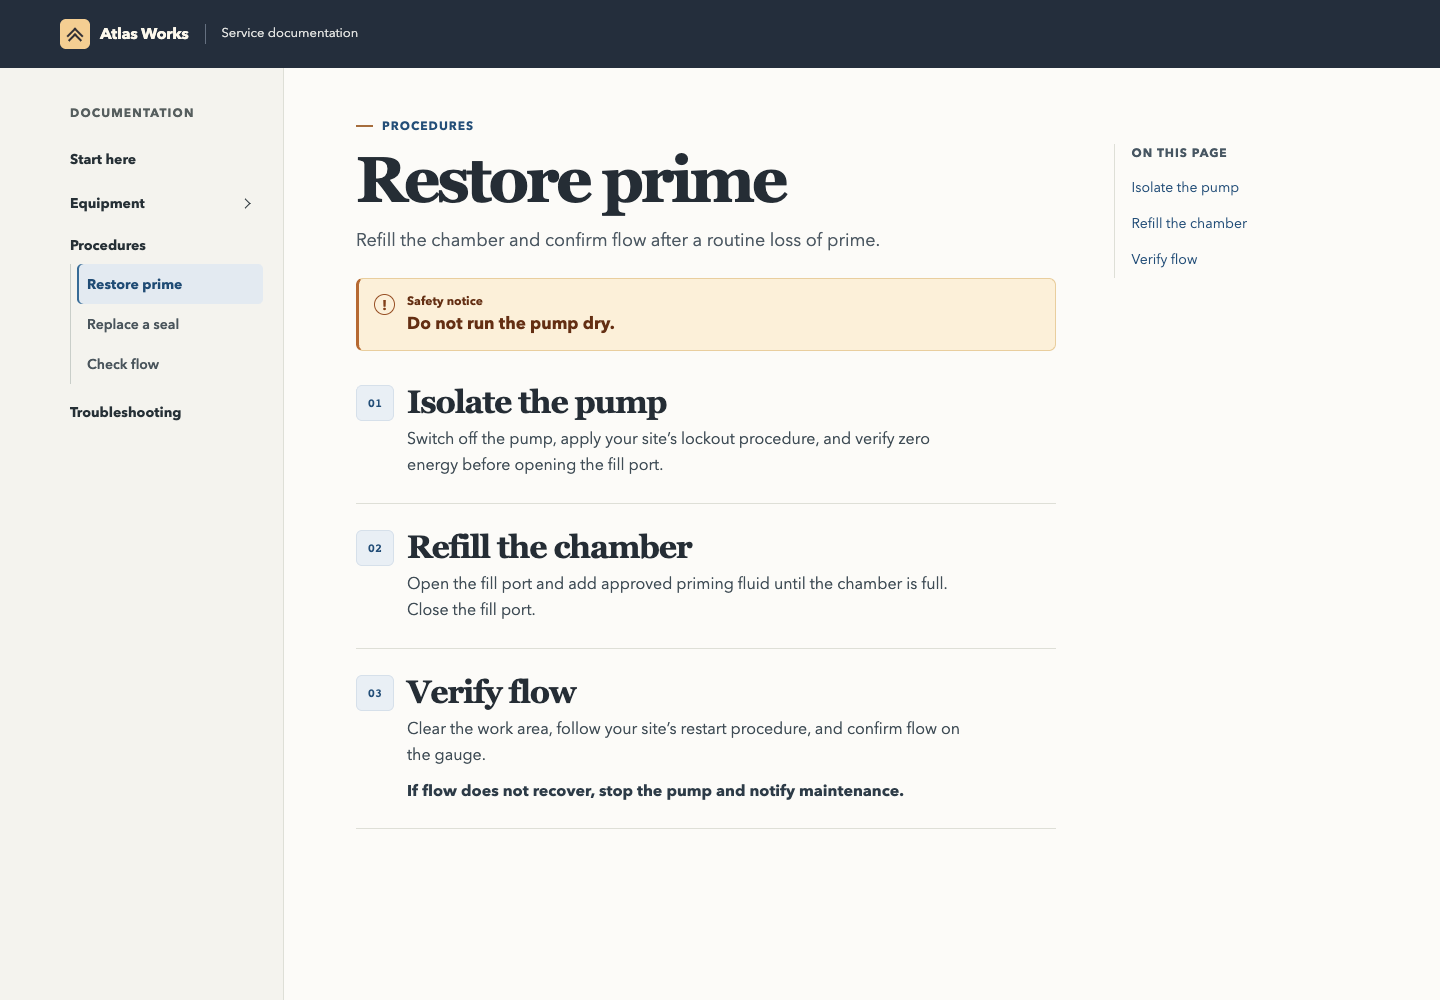 Atlas Works
Service documentation
DOCUMENTATION
Start here
Equipment
Procedures
Restore prime
Replace a seal
Check flow
Troubleshooting
PROCEDURES
Restore prime
Refill the chamber and confirm flow after a routine loss of prime.
Safety notice
Do not run the pump dry.
01
Isolate the pump
Switch off the pump, apply your site’s lockout procedure, and verify zero
energy before opening the fill port.
02
Refill the chamber
Open the fill port and add approved priming fluid until the chamber is full.
Close the fill port.
03
Verify flow
Clear the work area, follow your site’s restart procedure, and confirm flow on
the gauge.
If flow does not recover, stop the pump and notify maintenance.
ON THIS PAGE
Isolate the pump
Refill the chamber
Verify flow